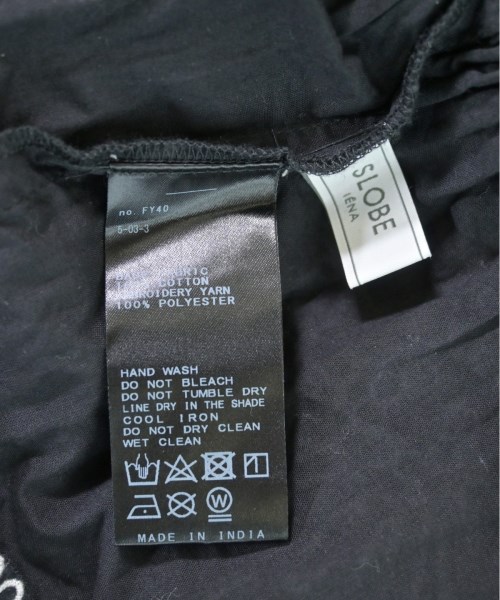 no. FY40
5-03-3
FABRIC
COTTON
EMBROIDERY YARN
100% POLYESTER
HAND WASH
DO NOT BLEACH
DO NOT TUMBLE DRY
LINE DRY IN THE SHADE
COOL IRON
DO NOT DRY CLEAN
WET CLEAN
W
MADE IN INDIA
SLOBE
IÉNA